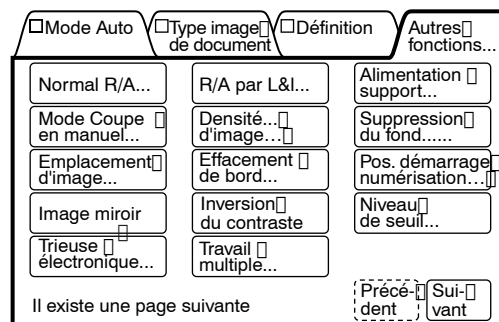 Mode Auto
Type image
de document
Définition
Autres
fonctions...
Normal R/A...
R/A par L&I...
Alimentation
support...
Mode Coupe
en manuel...
Densité...
d'image...
Suppression
du fond......
Emplacement
d'image...
Effacement
de bord...
Pos. démarrage
numérisation...
Image miroir
Inversion
du contraste
Niveau
de seuil...
Trieuse
électronique...
Travail
multiple...
Il existe une page suivante
Précé-
dent
Sui-
vant